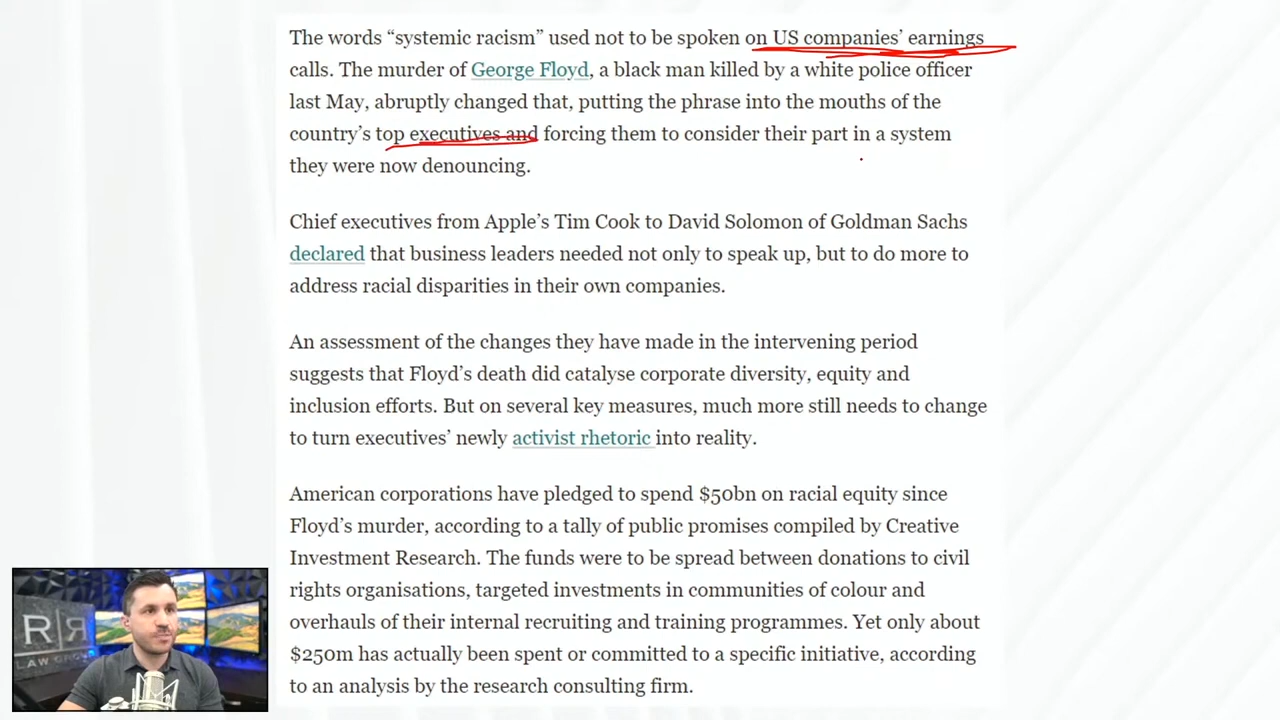 The words “systemic racism” used not to be spoken on US companies’ earnings
calls. The murder of George Floyd, a black man killed by a white police officer
last May, abruptly changed that, putting the phrase into the mouths of the
country’s top executives and forcing them to consider their part in a system
they were now denouncing.
Chief executives from Apple’s Tim Cook to David Solomon of Goldman Sachs
declared that business leaders needed not only to speak up, but to do more to
address racial disparities in their own companies.
An assessment of the changes they have made in the intervening period
suggests that Floyd’s death did catalyse corporate diversity, equity and
inclusion efforts. But on several key measures, much more still needs to change
to turn executives’ newly activist rhetoric into reality.
American corporations have pledged to spend $50bn on racial equity since
Floyd’s murder, according to a tally of public promises compiled by Creative
Investment Research. The funds were to be spread between donations to civil
rights organisations, targeted investments in communities of colour and
overhauls of their internal recruiting and training programmes. Yet only about
$250m has actually been spent or committed to a specific initiative, according
to an analysis by the research consulting firm.
R|R
LAW GROUP